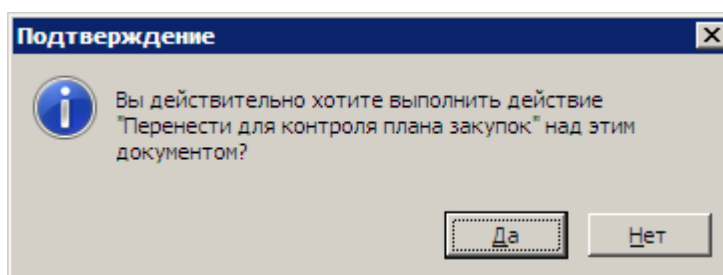 Подтверждение
Вы действительно хотите выполнить действие
"Перенести для контроля плана закупок" над этим
документом?
Да
Нет